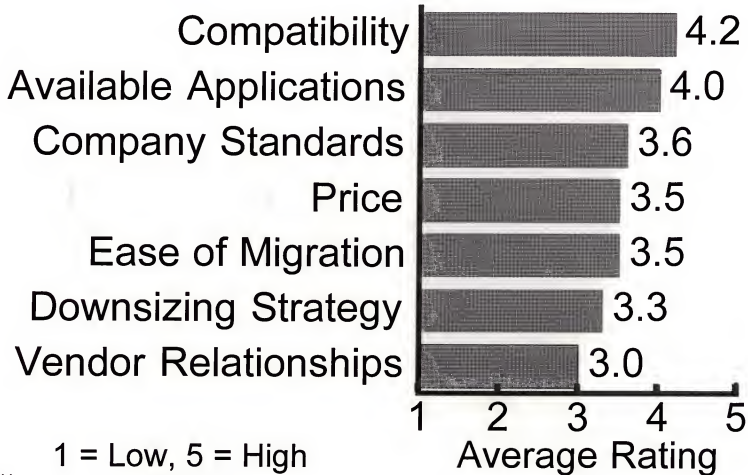 Compatibility 4.2
Available Applications 4.0
Company Standards 3.6
Price 3.5
Ease of Migration 3.5
Downsizing Strategy 3.3
Vendor Relationships 3.0
1 2 3 4 5
1 = Low, 5 = High Average Rating